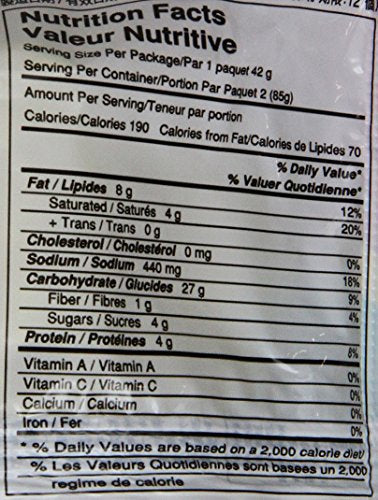 Nutrition Facts
Valeur Nutritive
Serving Size Per Package/Par 1 paquet 42 g
Serving Per Container/Portion Par Paquet 2 (85g)
Amount Per Serving/Teneur par portion
Calories/Calories 190 Calories from Fat/Calories de Lipides 70
% Daily Value*
% Valuer Quotidienne*
Fat / Lipides 8 g 12%
Saturated / Saturés 4 g 20%
+ Trans / Trans 0 g
Cholesterol / Cholestérol 0 mg 0%
Sodium / Sodium 440 mg 18%
Carbohydrate / Glucides 27 g 9%
Fiber / Fibres 1 g 4%
Sugars / Sucres 4 g
Protein / Protéines 4 g 8%
Vitamin A / Vitamin A 0%
Vitamin C / Vitamin C 0%
Calcium / Calcium 0%
Iron / Fer 0%
* % Daily Values are based on a 2,000 calorie diet/
% Les Valeurs Quotidiennes sont basees un 2,000
regime de calorie